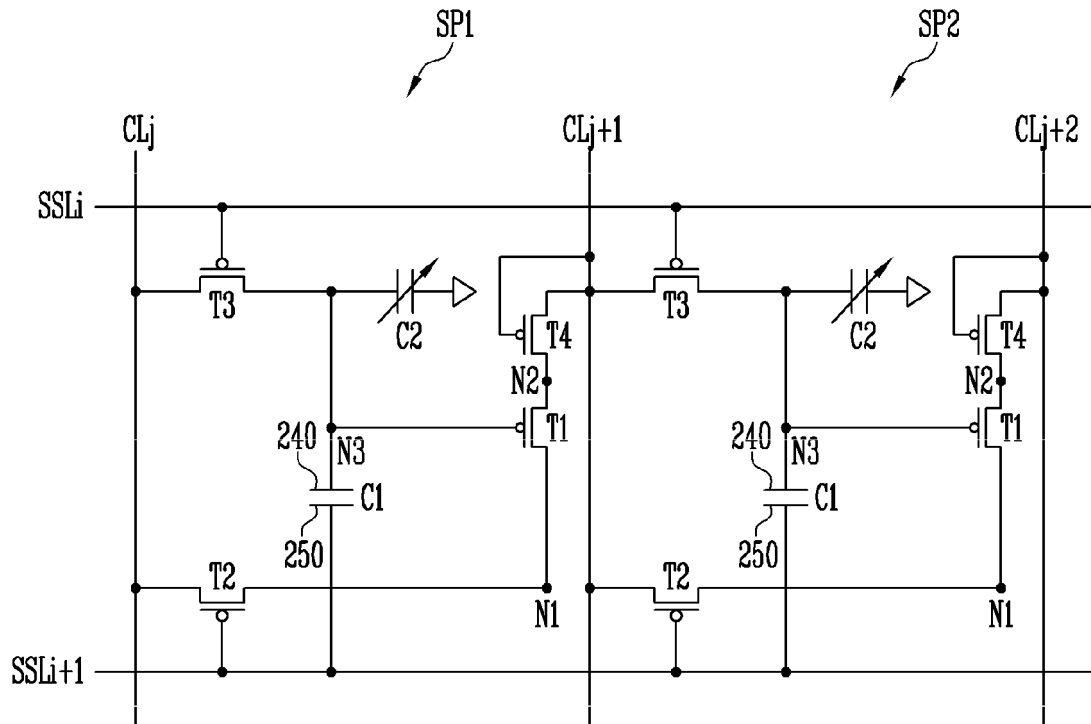 SP1 SP2
CLj CLj+1 CLj+2
SSLi
T3 C2 T4 T3 C2 T4
N2 N2
T1 T1
240 N3 240 N3
C1 C1
250 250
T2 T2
N1 N1
SSLi+1